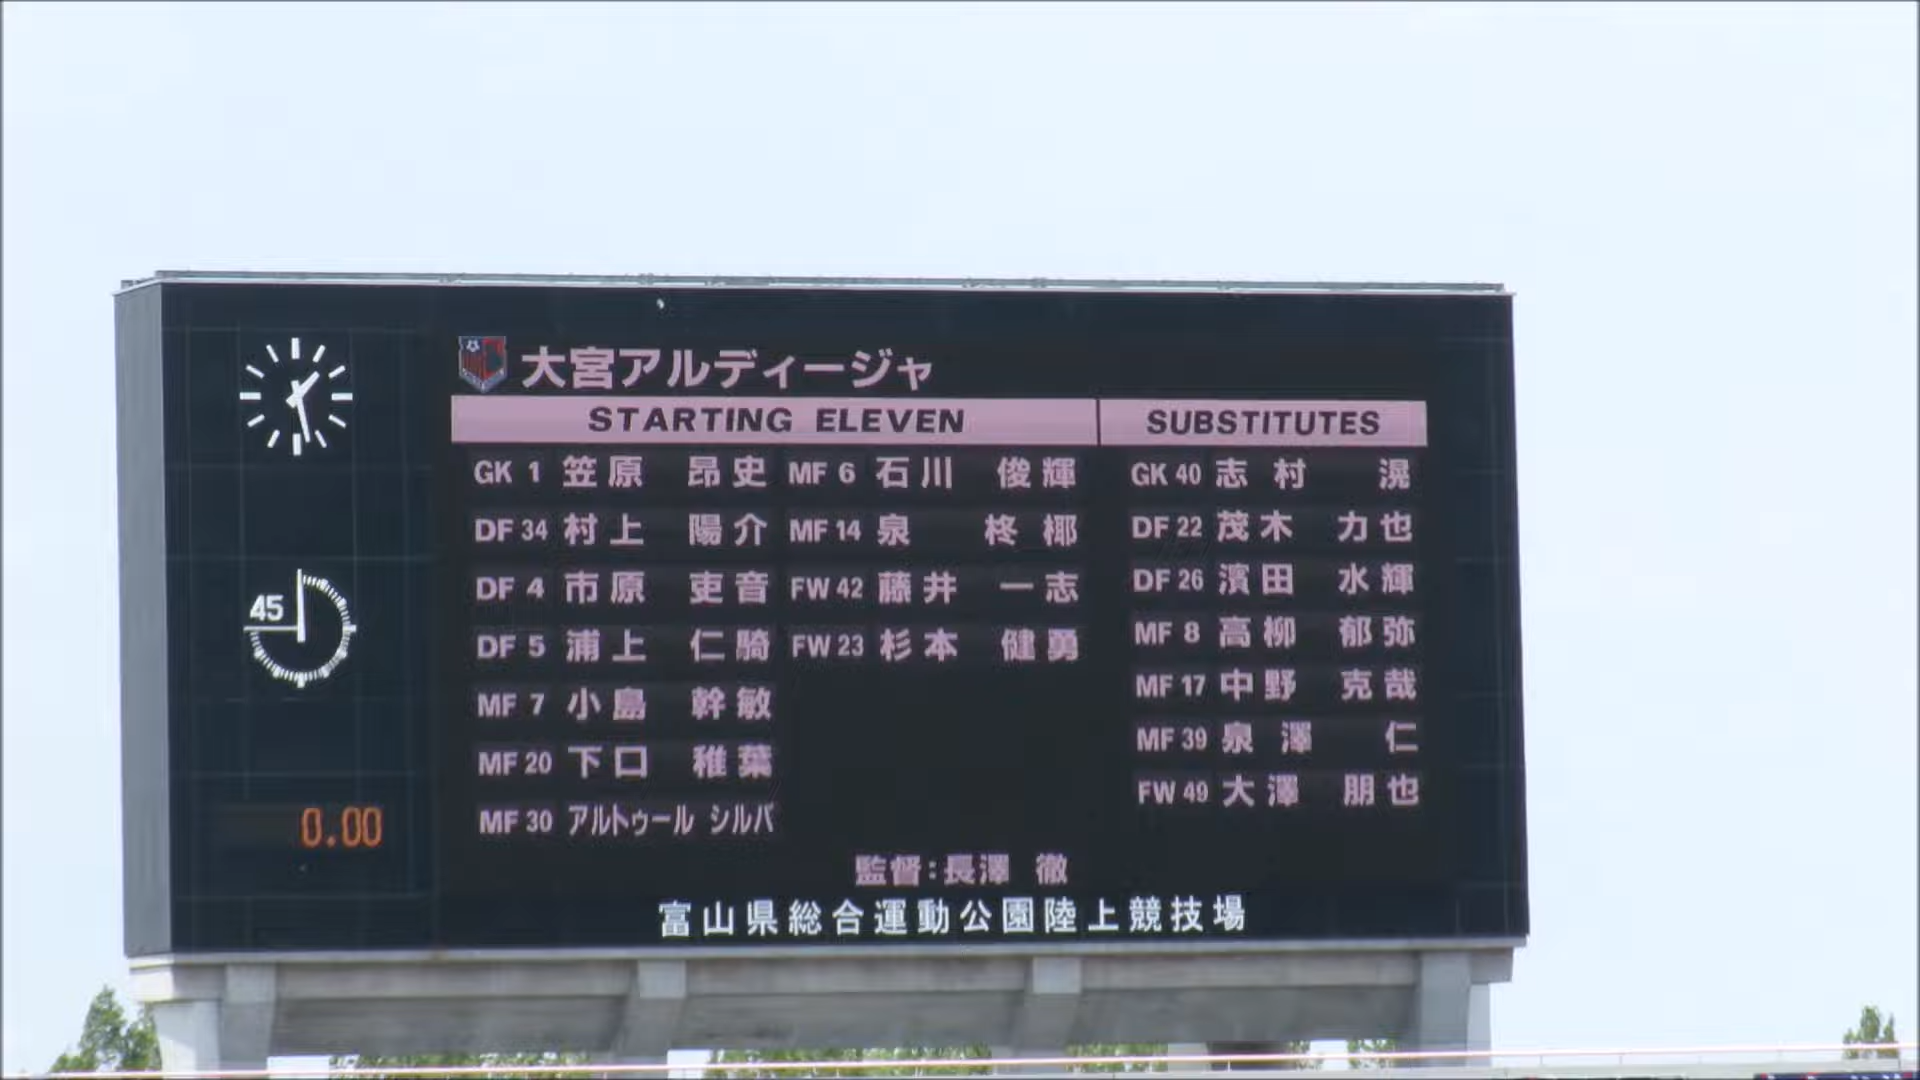 大宮アルディージャ
STARTING ELEVEN
GK 1 笠原 昂史
DF 34 村上 陽介
DF 4 市原 吏音
DF 5 浦上 仁騎
MF 7 小島 幹敏
MF 20 下口 稚葉
MF 30 アルトゥール シルバ
MF 6 石川 俊輝
MF 14 泉 柊椰
FW 42 藤井 一志
FW 23 杉本 健勇
SUBSTITUTES
GK 40 志村 滉
DF 22 茂木 力也
DF 26 濱田 水輝
MF 8 高柳 郁弥
MF 17 中野 克哉
MF 39 泉澤 仁
FW 49 大澤 朋也
監督:長澤 徹
富山県総合運動公園陸上競技場
45
0.00